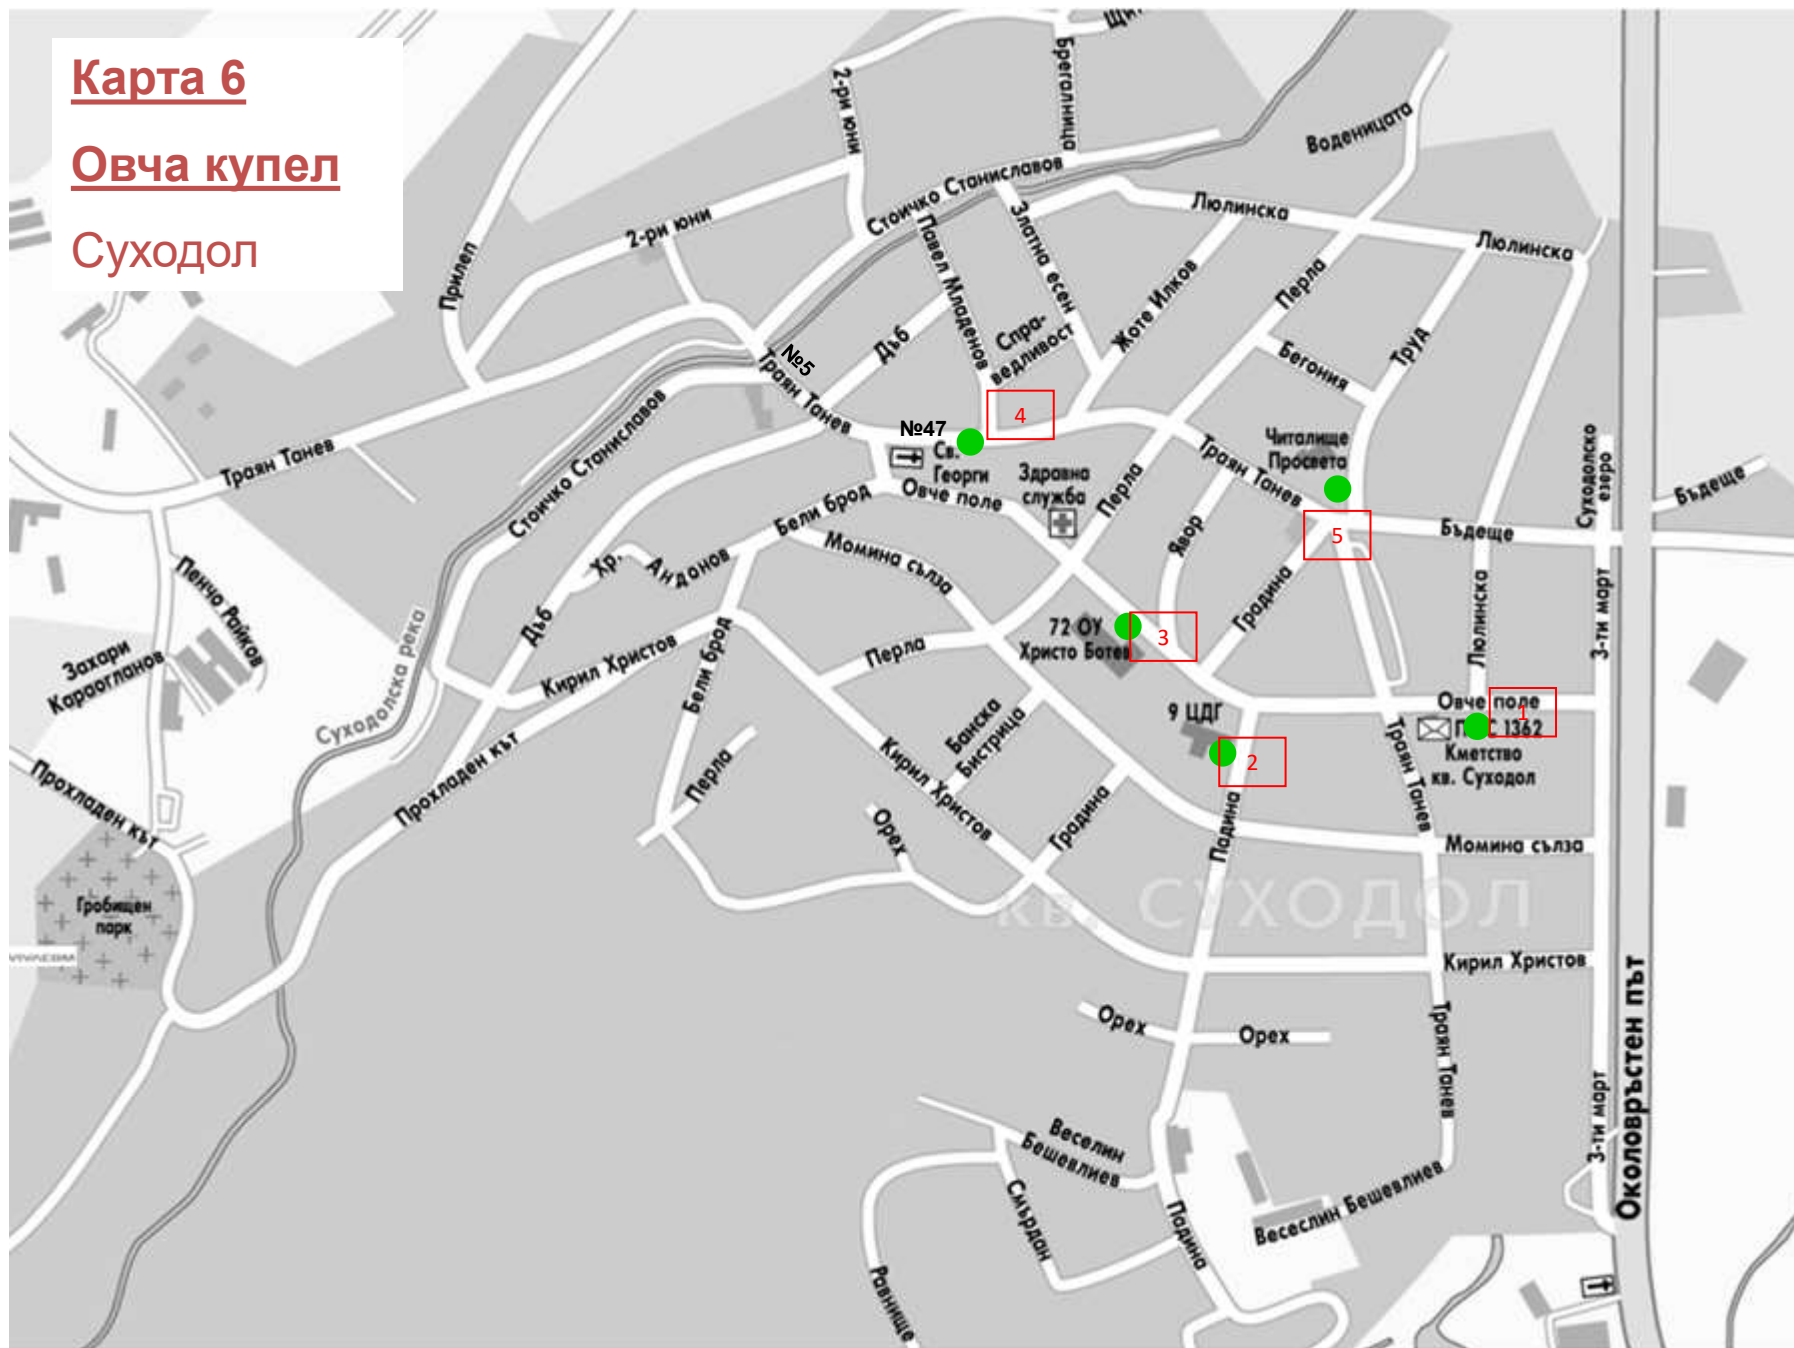 Карта 6
Овча купел
Суходол
2-ри юни
Брегалница
Воденицата
Стоичко Станиславов
Люлинска
Люлинска
2-ри юни
Прилеп
Павел Младенов
Златна есен
Спра-
ведливост
Жоте Илков
Перла
Бегония
Труд
Дъб
№5
Траян Танев
№47
4
Св.
Георги
Здравна
служба
Читалище
Просвета
Траян Танев
Траян Танев
Стоичко Станиславов
Суходолско
езеро
Бъдеще
Бъдеще
5
Овче поле
Бели брод
Перла
Явор
Момина сълза
Хр. Андонов
Дъб
Градина
Люлинска
3-ти март
Пенчо Райков
Захари
Караогланов
Суходолска река
72 ОУ
Христо Ботев
3
Кирил Христов
Бели брод
Перла
Овче поле
1
1362
Кметство
кв. Суходол
9 ЦДГ
2
Банска
Бистрица
Траян Танев
Прохладен кът
Прохладен кът
Перла
Кирил Христов
Орех
Градина
Падина
Момина сълза
кв. СУХОДОЛ
Гробищен
парк
VIVACOM
Кирил Христов
Орех
Орех
Траян Танев
Околовръстен път
3-ти март
Веселин
Бешевлиев
Смърдан
Падина
Веселин Бешевлиев
Равнище